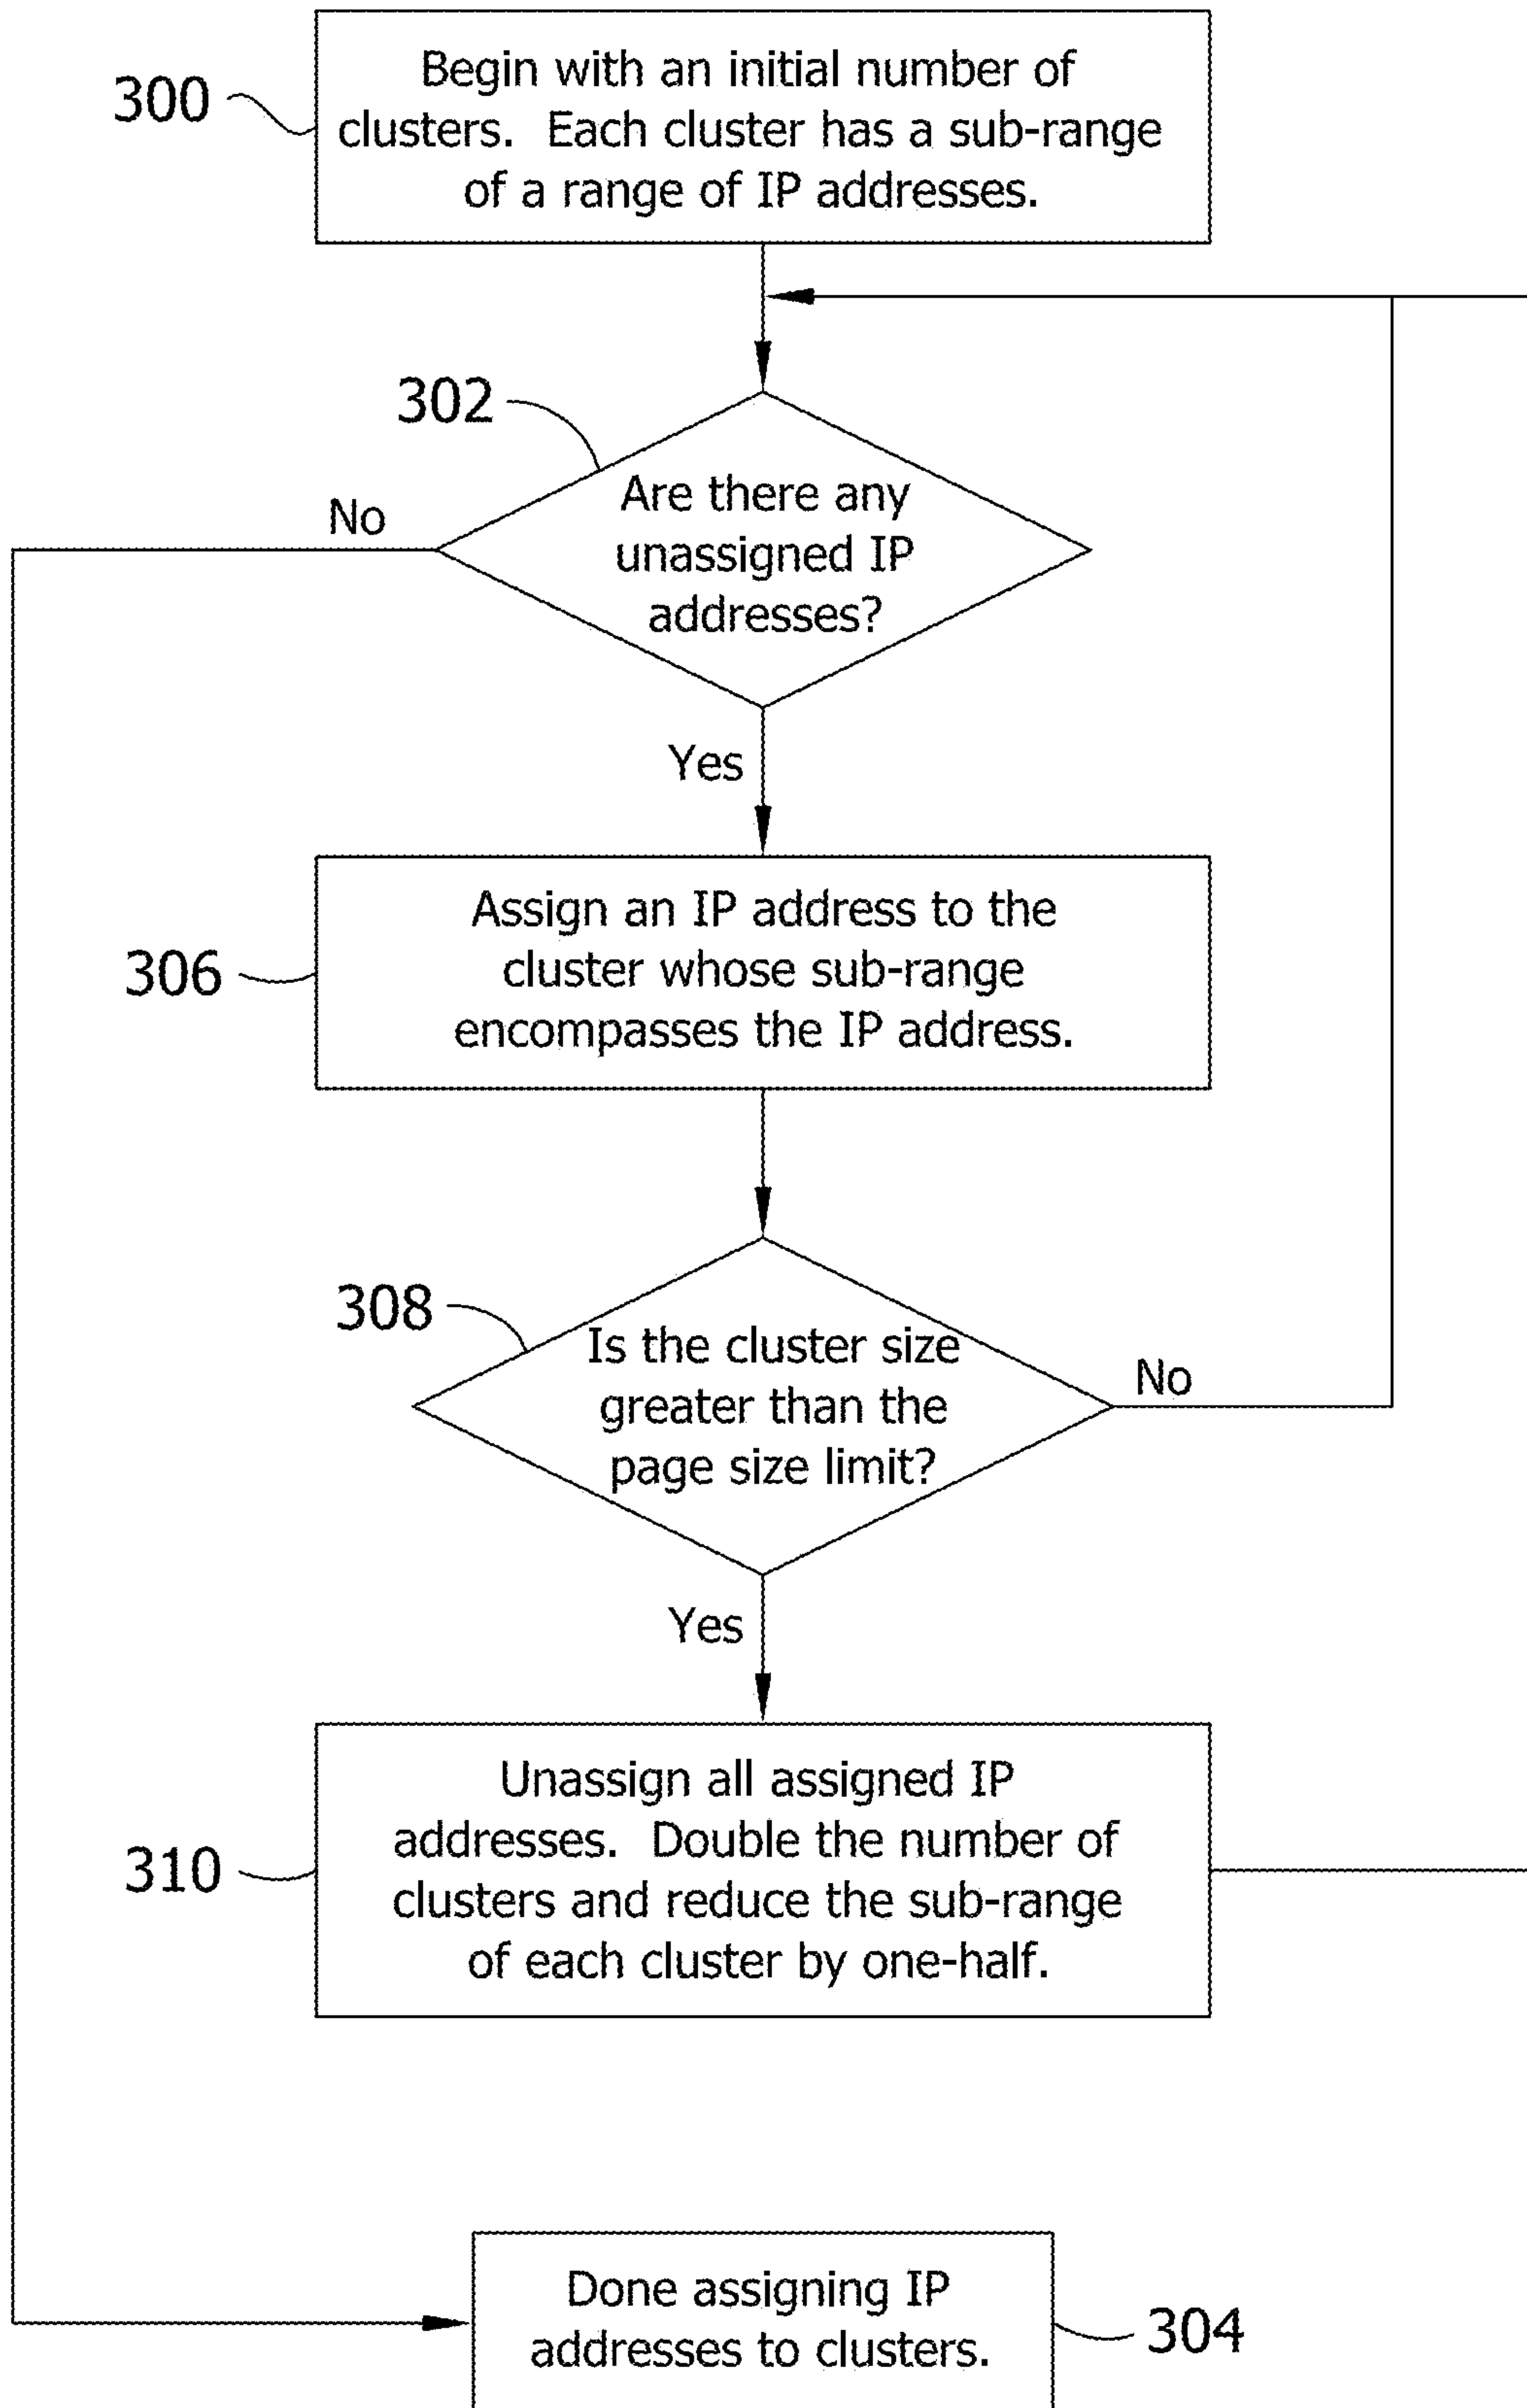 300
Begin with an initial number of
clusters.  Each cluster has a sub-range
of a range of IP addresses.
302
Are there any
unassigned IP
addresses?
No
Yes
306
Assign an IP address to the
cluster whose sub-range
encompasses the IP address.
308
Is the cluster size
greater than the
page size limit?
No
Yes
310
Unassign all assigned IP
addresses.  Double the number of
clusters and reduce the sub-range
of each cluster by one-half.
Done assigning IP
addresses to clusters.
304